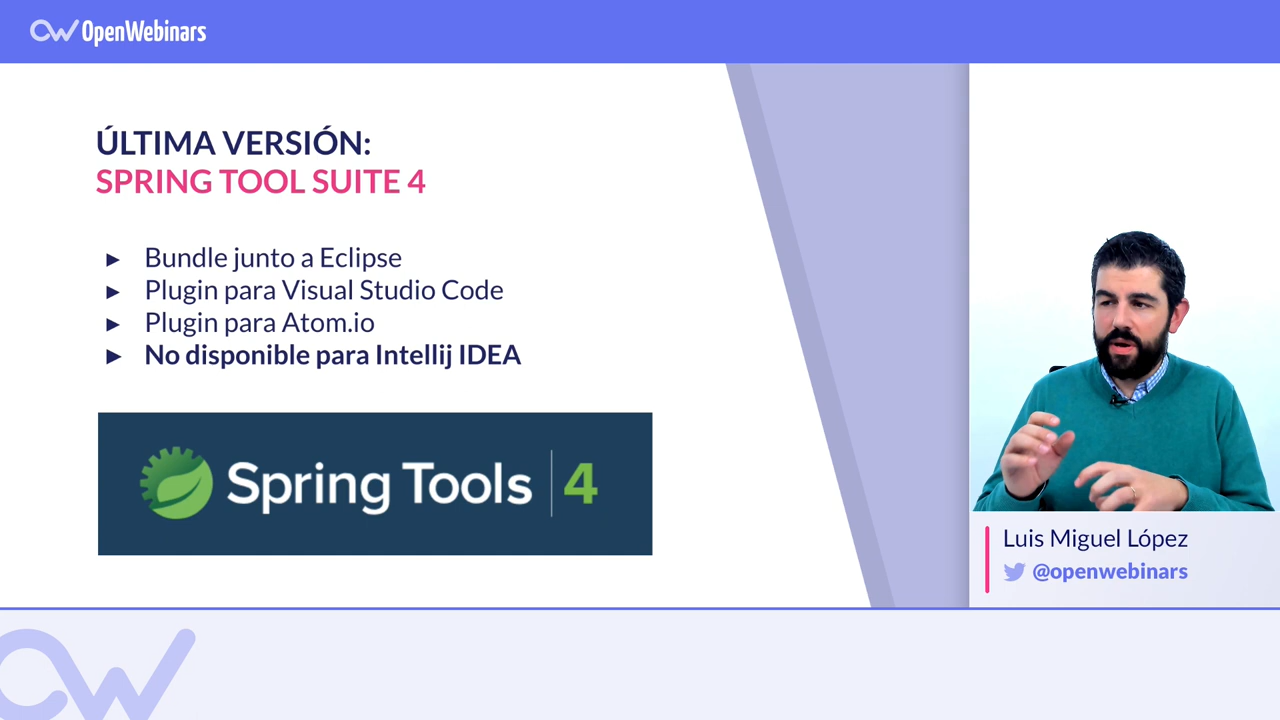 OpenWebinars
ÚLTIMA VERSIÓN:
SPRING TOOL SUITE 4
► Bundle junto a Eclipse
► Plugin para Visual Studio Code
► Plugin para Atom.io
► No disponible para Intellij IDEA
Spring Tools | 4
Luis Miguel López
@openwebinars